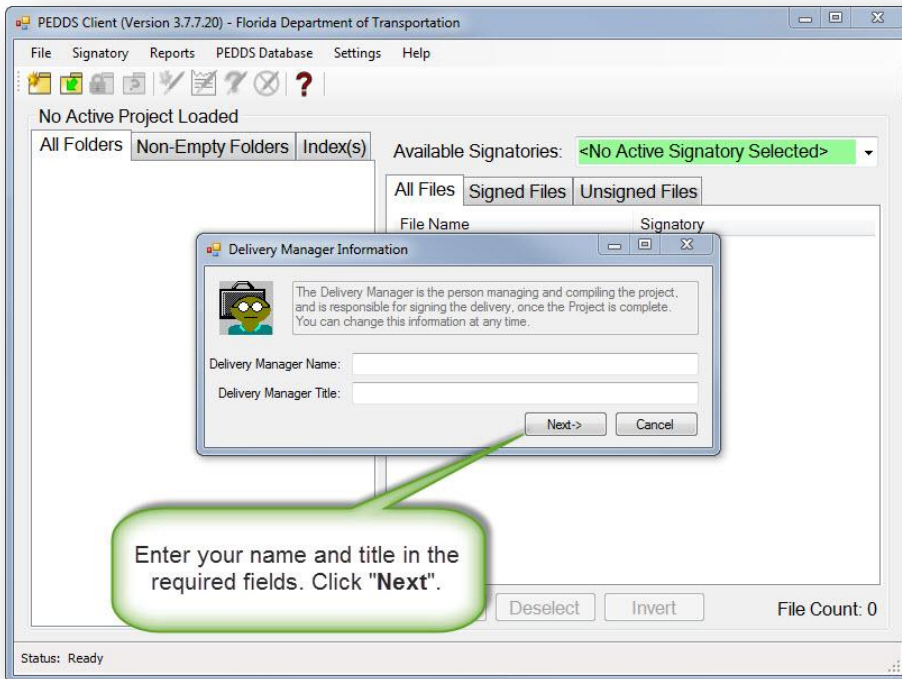 PEDDS Client (Version 3.7.7.20) - Florida Department of Transportation
File Signatory Reports PEDDS Database Settings Help
No Active Project Loaded
All Folders Non-Empty Folders Index(s)
Available Signatories: <No Active Signatory Selected>
All Files Signed Files Unsigned Files
File Name Signatory
Delivery Manager Information
The Delivery Manager is the person managing and compiling the project,
and is responsible for signing the delivery, once the Project is complete.
You can change this information at any time.
Delivery Manager Name:
Delivery Manager Title:
Next-> Cancel
Enter your name and title in the
required fields. Click "Next".
Deselect Invert File Count: 0
Status: Ready